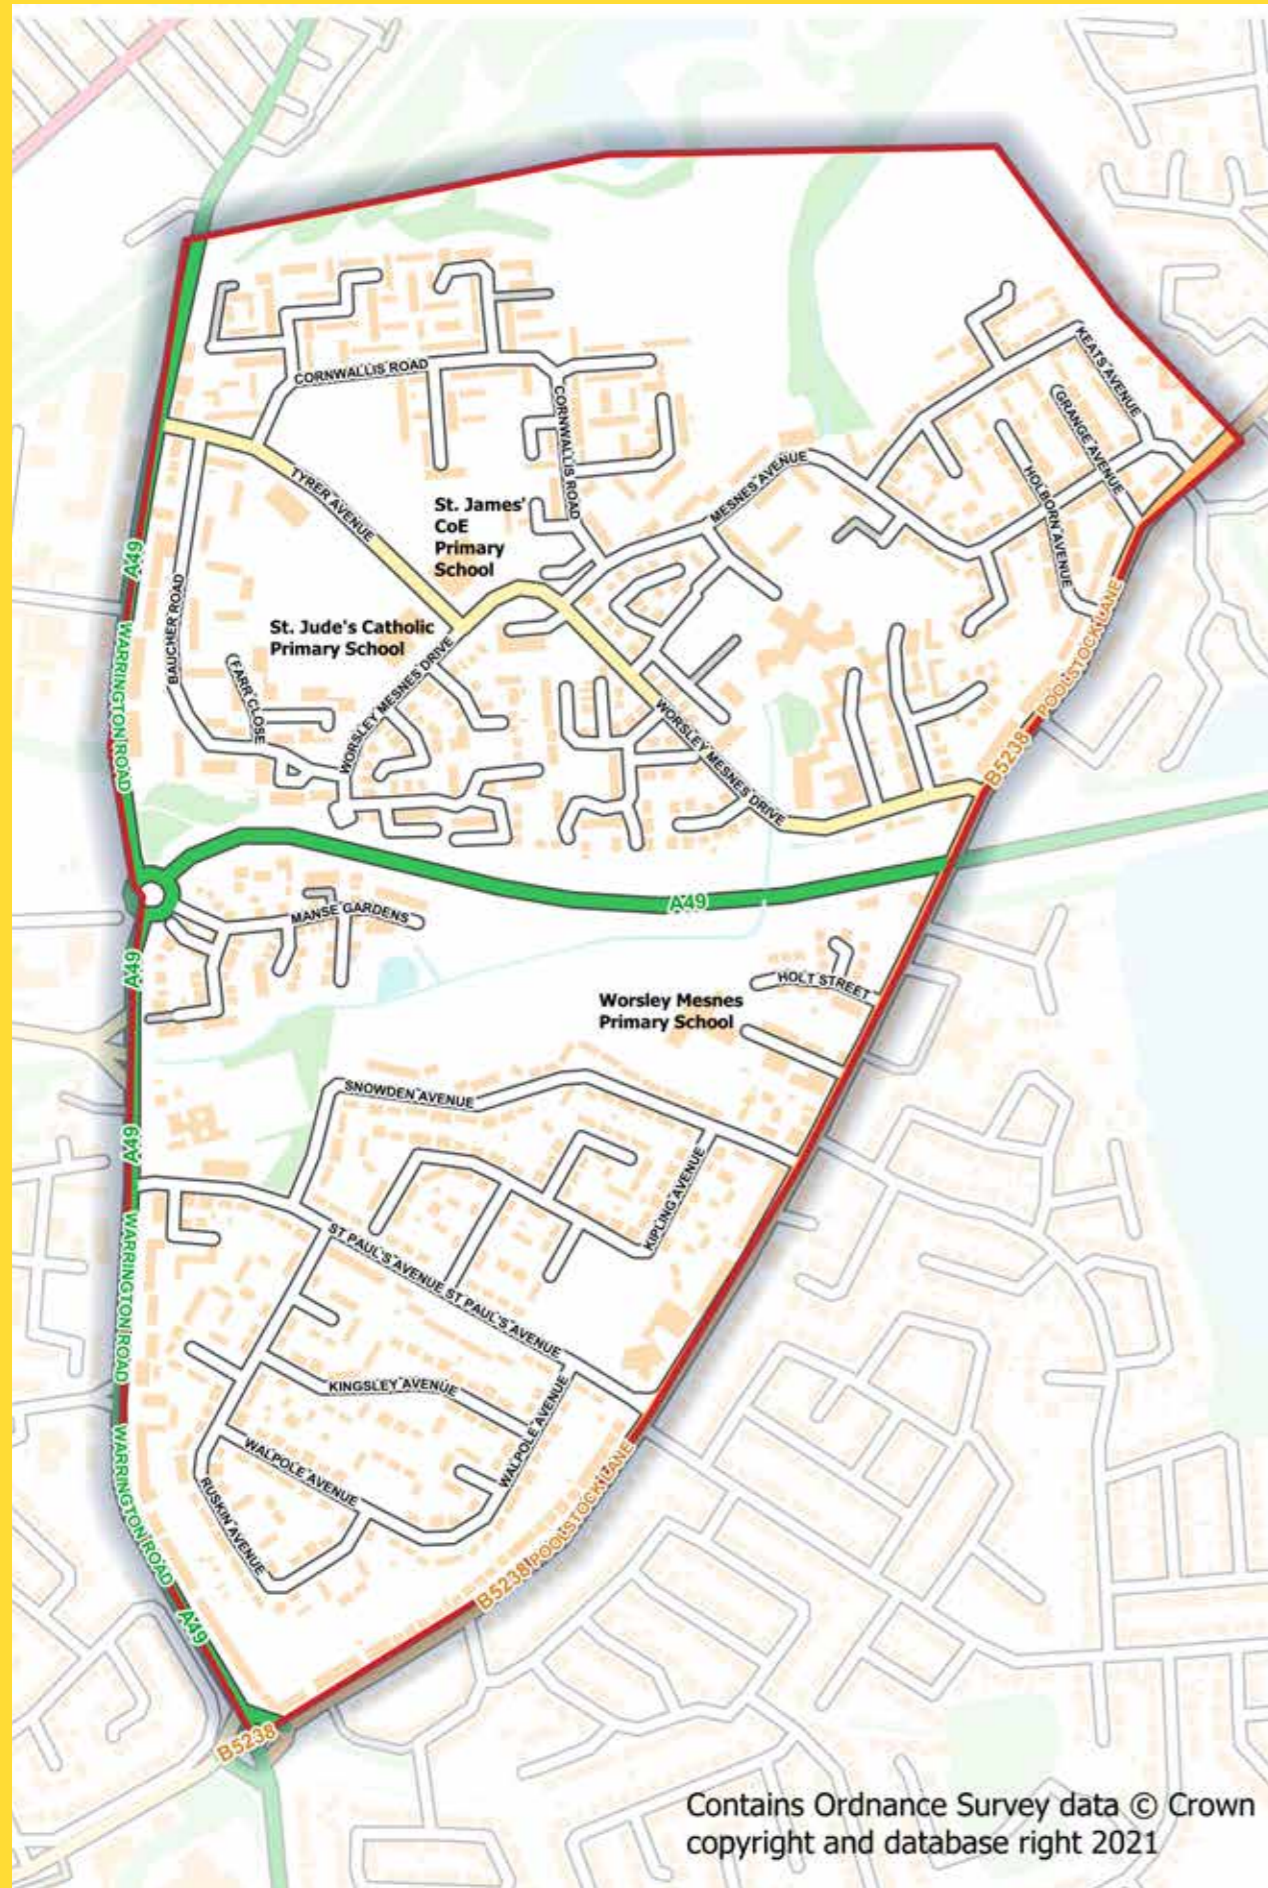 CORNWALLIS ROAD
KEATS AVENUE
GRANGE AVENUE
CORNWALLIS ROAD
MESNES AVENUE
HOLBORN AVENUE
TYRER AVENUE
St. James'
CoE
Primary
School
A49
BAUCHER ROAD
St. Jude's Catholic
Primary School
WARRINGTON ROAD
FARR CLOSE
WORSLEY MESNES DRIVE
POOLSTOCK LANE
WORSLEY MESNES DRIVE
B5238
A49
MANSE GARDENS
A49
HOLT STREET
Worsley Mesnes
Primary School
SNOWDEN AVENUE
A49
KIPLING AVENUE
WARRINGTON ROAD
ST PAUL'S AVENUE
ST PAUL'S AVENUE
KINGSLEY AVENUE
WALPOLE AVENUE
WALPOLE AVENUE
WARRINGTON ROAD
RUSKIN AVENUE
POOLSTOCK LANE
B5238
A49
B5238
Contains Ordnance Survey data © Crown
copyright and database right 2021